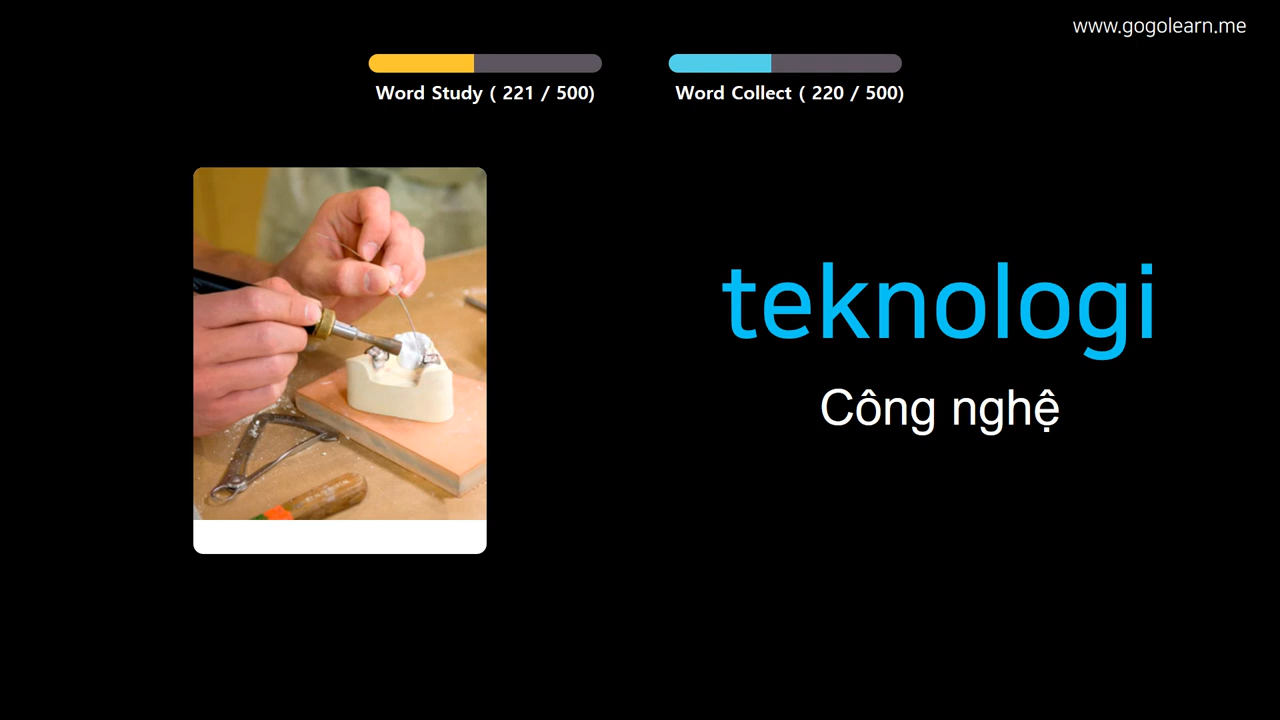 www.gogolearn.me
Word Study ( 221 / 500)
Word Collect ( 220 / 500)
teknologi
Công nghệ